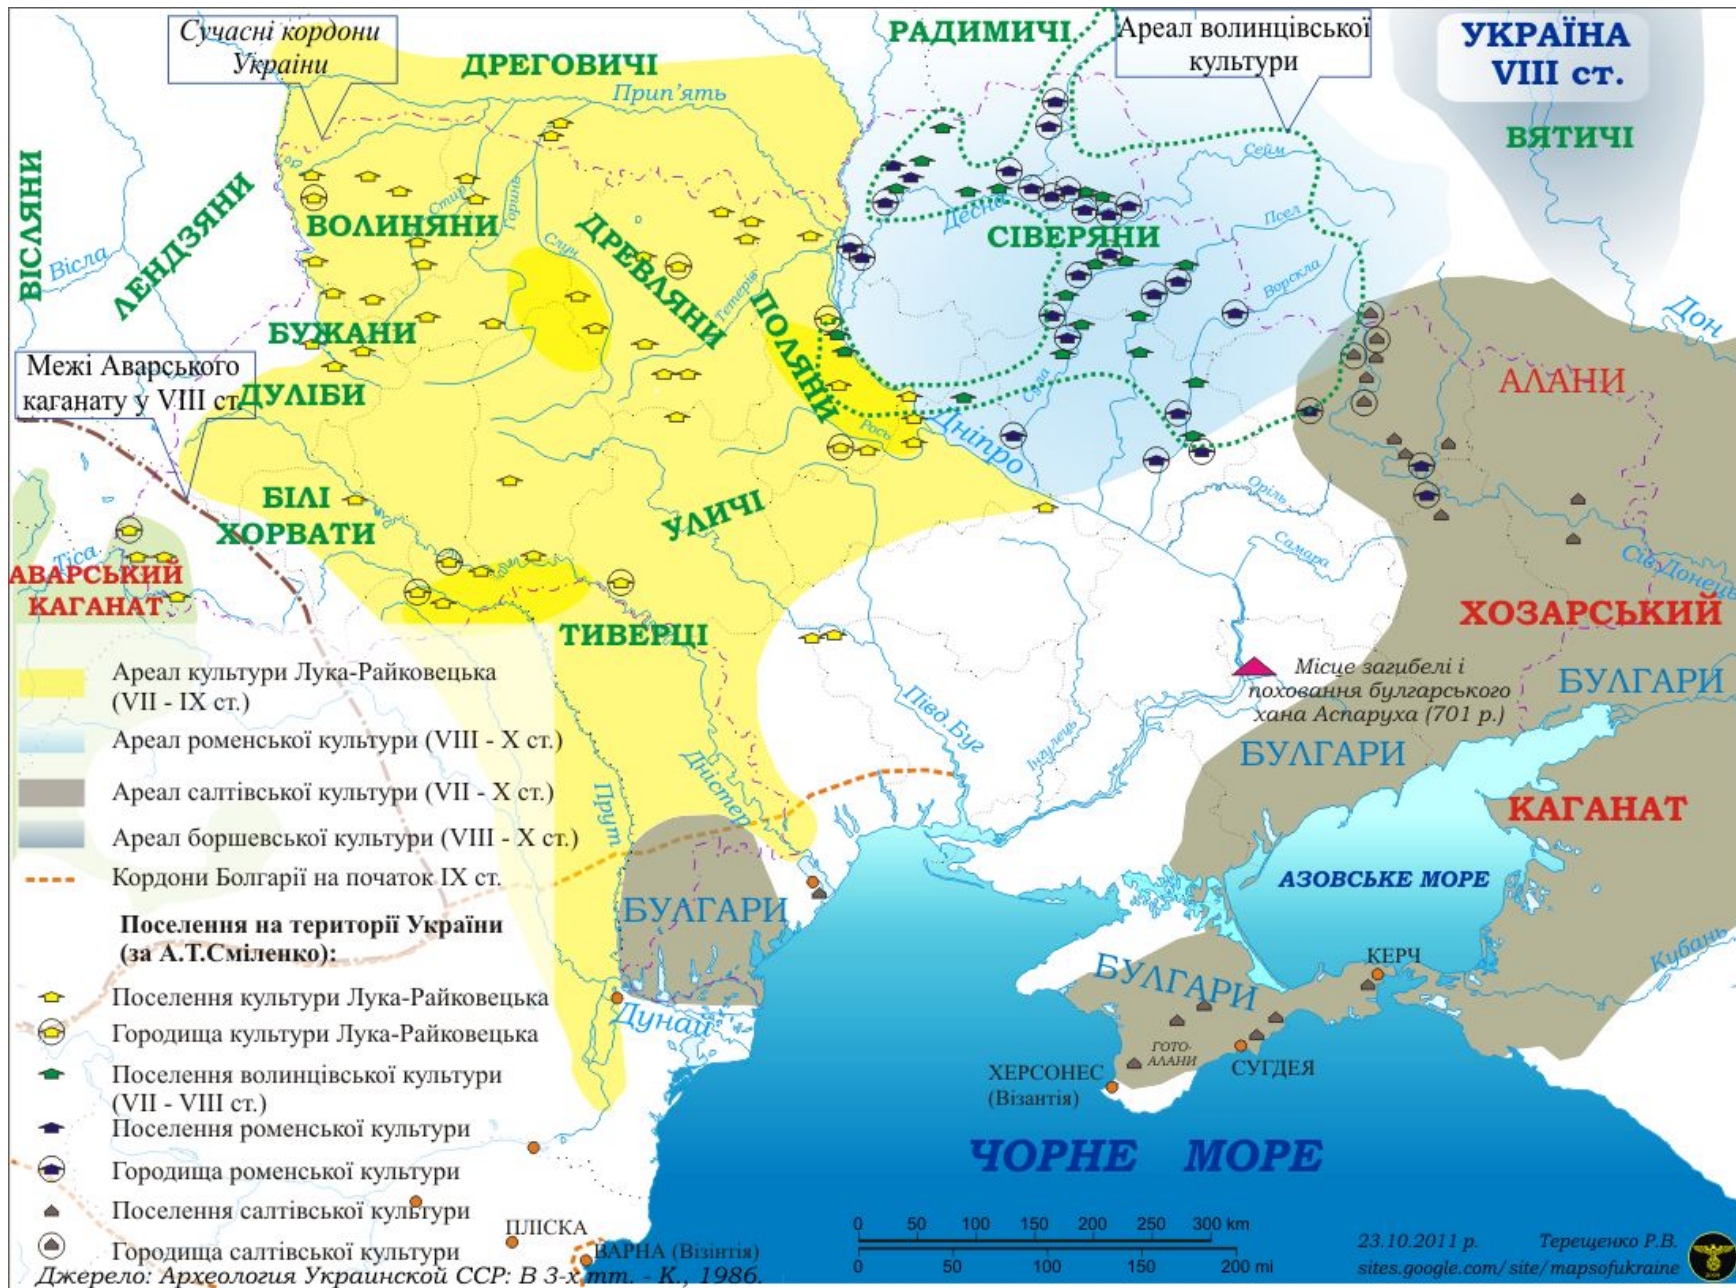 Сучасні кордони
України
ДРЕГОВИЧІ
РАДИМИЧІ
Ареал волинцівської
культури
УКРАЇНА
VIII ст.
ВЯТИЧІ
Прип'ять
ВІСЛЯНИ
ЛЕНДЗЯНИ
Вісла
ВОЛИНЯНИ
Стир
Горинь
Случ
ДРЕВЛЯНИ
Тетерів
ПОЛЯНИ
Десна
Сейм
СІВЕРЯНИ
Псел
Ворскла
Сула
Дон
БУЖАНИ
Межі Аварського
каганату у VIII ст.
ДУЛІБИ
АЛАНИ
Рось
Дніпро
БІЛІ
ХОРВАТИ
УЛИЧІ
Оріль
Самара
Тіса
АВАРСЬКИЙ
КАГАНАТ
Сів.Донець
ХОЗАРСЬКИЙ
ТИВЕРЦІ
Місце загибелі і
поховання булгарського
хана Аспаруха (701 р.)
БУЛГАРИ
БУЛГАРИ
Півд.Буг
Інгулець
КАГАНАТ
Дністер
Прут
Ареал культури Лука-Райковецька
(VII - IX ст.)
Ареал роменської культури (VIII - X ст.)
Ареал салтівської культури (VII - X ст.)
Ареал боршевської культури (VIII - X ст.)
Кордони Болгарії на початок IX ст.
АЗОВСЬКЕ МОРЕ
БУЛГАРИ
Поселення на території України
(за А.Т.Сміленко):
Поселення культури Лука-Райковецька
Городища культури Лука-Райковецька
Поселення волинцівської культури
(VII - VIII ст.)
Поселення роменської культури
Городища роменської культури
Поселення салтівської культури
Городища салтівської культури
Дунай
БУЛГАРИ
КЕРЧ
Кубань
ГОТО-
АЛАНИ
СУГДЕЯ
ХЕРСОНЕС
(Візантія)
ЧОРНЕ МОРЕ
ПЛІСКА
ВАРНА (Візінтія)
0 50 100 150 200 250 300 km
0 50 100 150 200 mi
23.10.2011 р. Терещенко Р.В.
sites.google.com/site/mapsofukraine
Джерело: Археология Украинской ССР: В 3-х тт. - К., 1986.